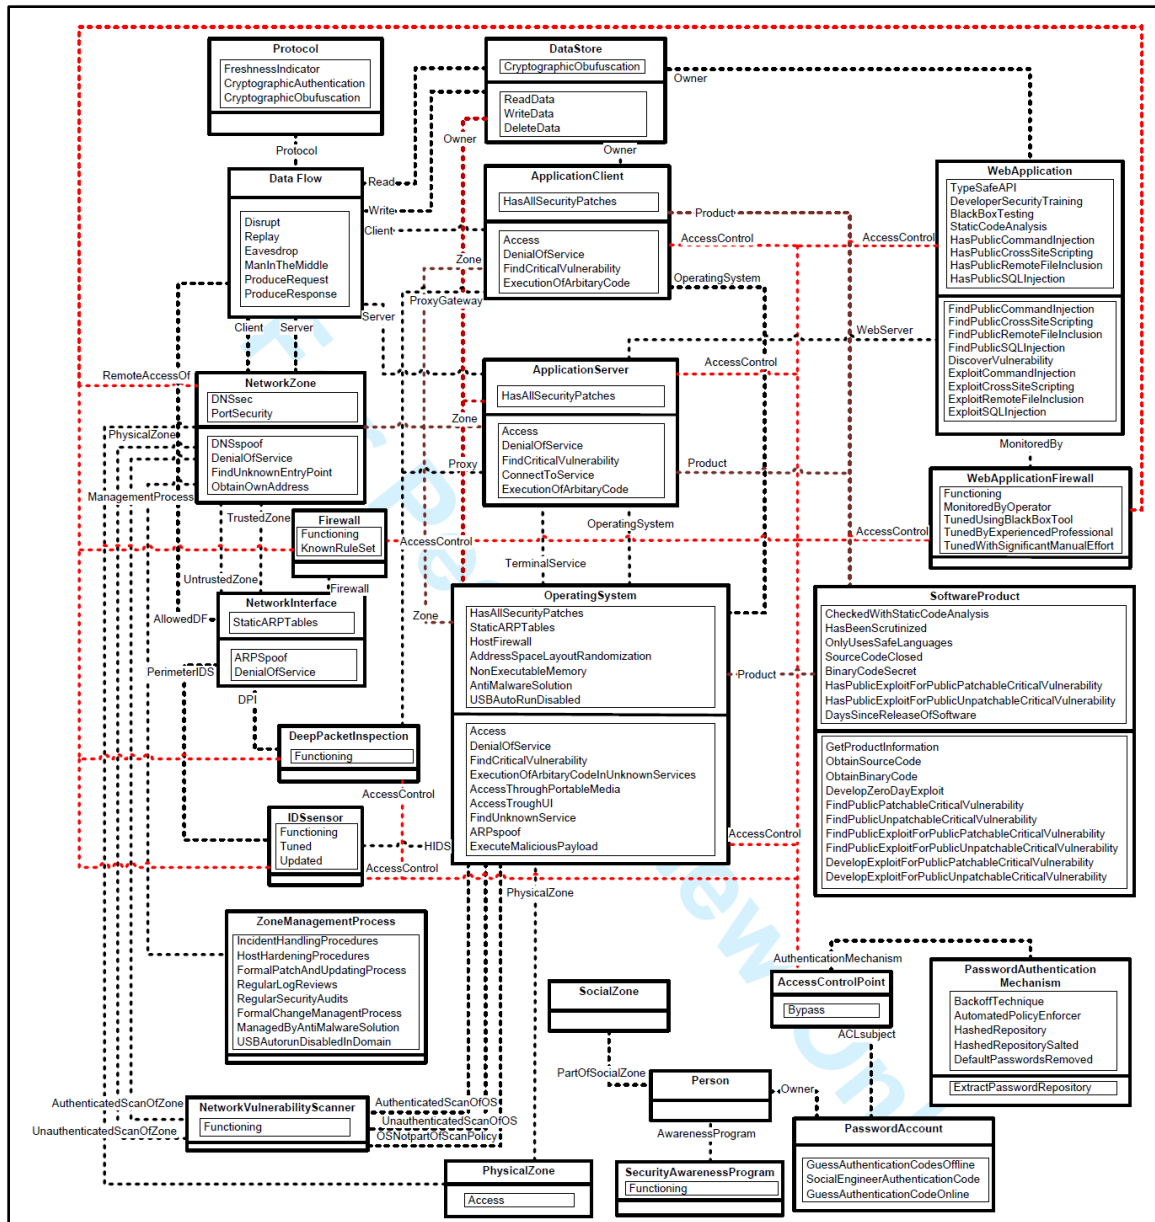 Protocol
FreshnessIndicator
CryptographicAuthentication
CryptographicObufuscation
Protocol
DataStore
CryptographicObufuscation
ReadData
WriteData
DeleteData
Owner
Owner
Owner
Data Flow
Disrupt
Replay
Eavesdrop
ManInTheMiddle
ProduceRequest
ProduceResponse
Read
Write
Client
Server
Client
Server
ApplicationClient
HasAllSecurityPatches
Access
DenialOfService
FindCriticalVulnerability
ExecutionOfArbitaryCode
Zone
ProxyGateway
Product
AccessControl
OperatingSystem
AccessControl
WebServer
WebApplication
TypeSafeAPI
DeveloperSecurityTraining
BlackBoxTesting
StaticCodeAnalysis
HasPublicCommandInjection
HasPublicCrossSiteScripting
HasPublicRemoteFileInclusion
HasPublicSQLInjection
FindPublicCommandInjection
FindPublicCrossSiteScripting
FindPublicRemoteFileInclusion
FindPublicSQLInjection
DiscoverVulnerability
ExploitCommandInjection
ExploitCrossSiteScripting
ExploitRemoteFileInclusion
ExploitSQLInjection
MonitoredBy
RemoteAccessOf
NetworkZone
DNSsec
PortSecurity
DNSspoof
DenialOfService
FindUnknownEntryPoint
ObtainOwnAddress
PhysicalZone
ManagementProcess
TrustedZone
UntrustedZone
ApplicationServer
HasAllSecurityPatches
Access
DenialOfService
FindCriticalVulnerability
ConnectToService
ExecutionOfArbitaryCode
Zone
Proxy
AccessControl
Product
OperatingSystem
TerminalService
WebApplicationFirewall
Functioning
MonitoredByOperator
TunedUsingBlackBoxTool
TunedByExperiencedProfessional
TunedWithSignificantManualEffort
AccessControl
Firewall
Functioning
KnownRuleSet
AccessControl
Firewall
NetworkInterface
StaticARPTables
ARPSpoof
DenialOfService
AllowedDF
PerimeterIDS
DPI
Zone
OperatingSystem
HasAllSecurityPatches
StaticARPTables
HostFirewall
AddressSpaceLayoutRandomization
NonExecutableMemory
AntiMalwareSolution
USBAutoRunDisabled
Access
DenialOfService
FindCriticalVulnerability
ExecutionOfArbitaryCodeInUnknownServices
AccessThroughPortableMedia
AccessTroughUI
FindUnknownService
ARPspoof
ExecuteMaliciousPayload
Product
AccessControl
SoftwareProduct
CheckedWithStaticCodeAnalysis
HasBeenScrutinized
OnlyUsesSafeLanguages
SourceCodeClosed
BinaryCodeSecret
HasPublicExploitForPublicPatchableCriticalVulnerability
HasPublicExploitForPublicUnpatchableCriticalVulnerability
DaysSinceReleaseOfSoftware
GetProductInformation
ObtainSourceCode
ObtainBinaryCode
DevelopZeroDayExploit
FindPublicPatchableCriticalVulnerability
FindPublicUnpatchableCriticalVulnerability
FindPublicExploitForPublicPatchableCriticalVulnerability
FindPublicExploitForPublicUnpatchableCriticalVulnerability
DevelopExploitForPublicPatchableCriticalVulnerability
DevelopExploitForPublicUnpatchableCriticalVulnerability
DeepPacketInspection
Functioning
AccessControl
IDSsensor
Functioning
Tuned
Updated
HIDS
AccessControl
PhysicalZone
ZoneManagementProcess
IncidentHandlingProcedures
HostHardeningProcedures
FormalPatchAndUpdatingProcess
RegularLogReviews
RegularSecurityAudits
FormalChangeManagentProcess
ManagedByAntiMalwareSolution
USBAutorunDisabledInDomain
AuthenticationMechanism
AccessControlPoint
Bypass
ACLsubject
PasswordAuthentication
Mechanism
BackoffTechnique
AutomatedPolicyEnforcer
HashedRepository
HashedRepositorySalted
DefaultPasswordsRemoved
ExtractPasswordRepository
SocialZone
PartOfSocialZone
Person
Owner
AwarenessProgram
AuthenticatedScanOfZone
UnauthenticatedScanOfZone
NetworkVulnerabilityScanner
Functioning
AuthenticatedScanOfOS
UnauthenticatedScanOfOS
OSNotpartOfScanPolicy
PhysicalZone
Access
SecurityAwarenessProgram
Functioning
PasswordAccount
GuessAuthenticationCodesOffline
SocialEngineerAuthenticationCode
GuessAuthenticationCodeOnline